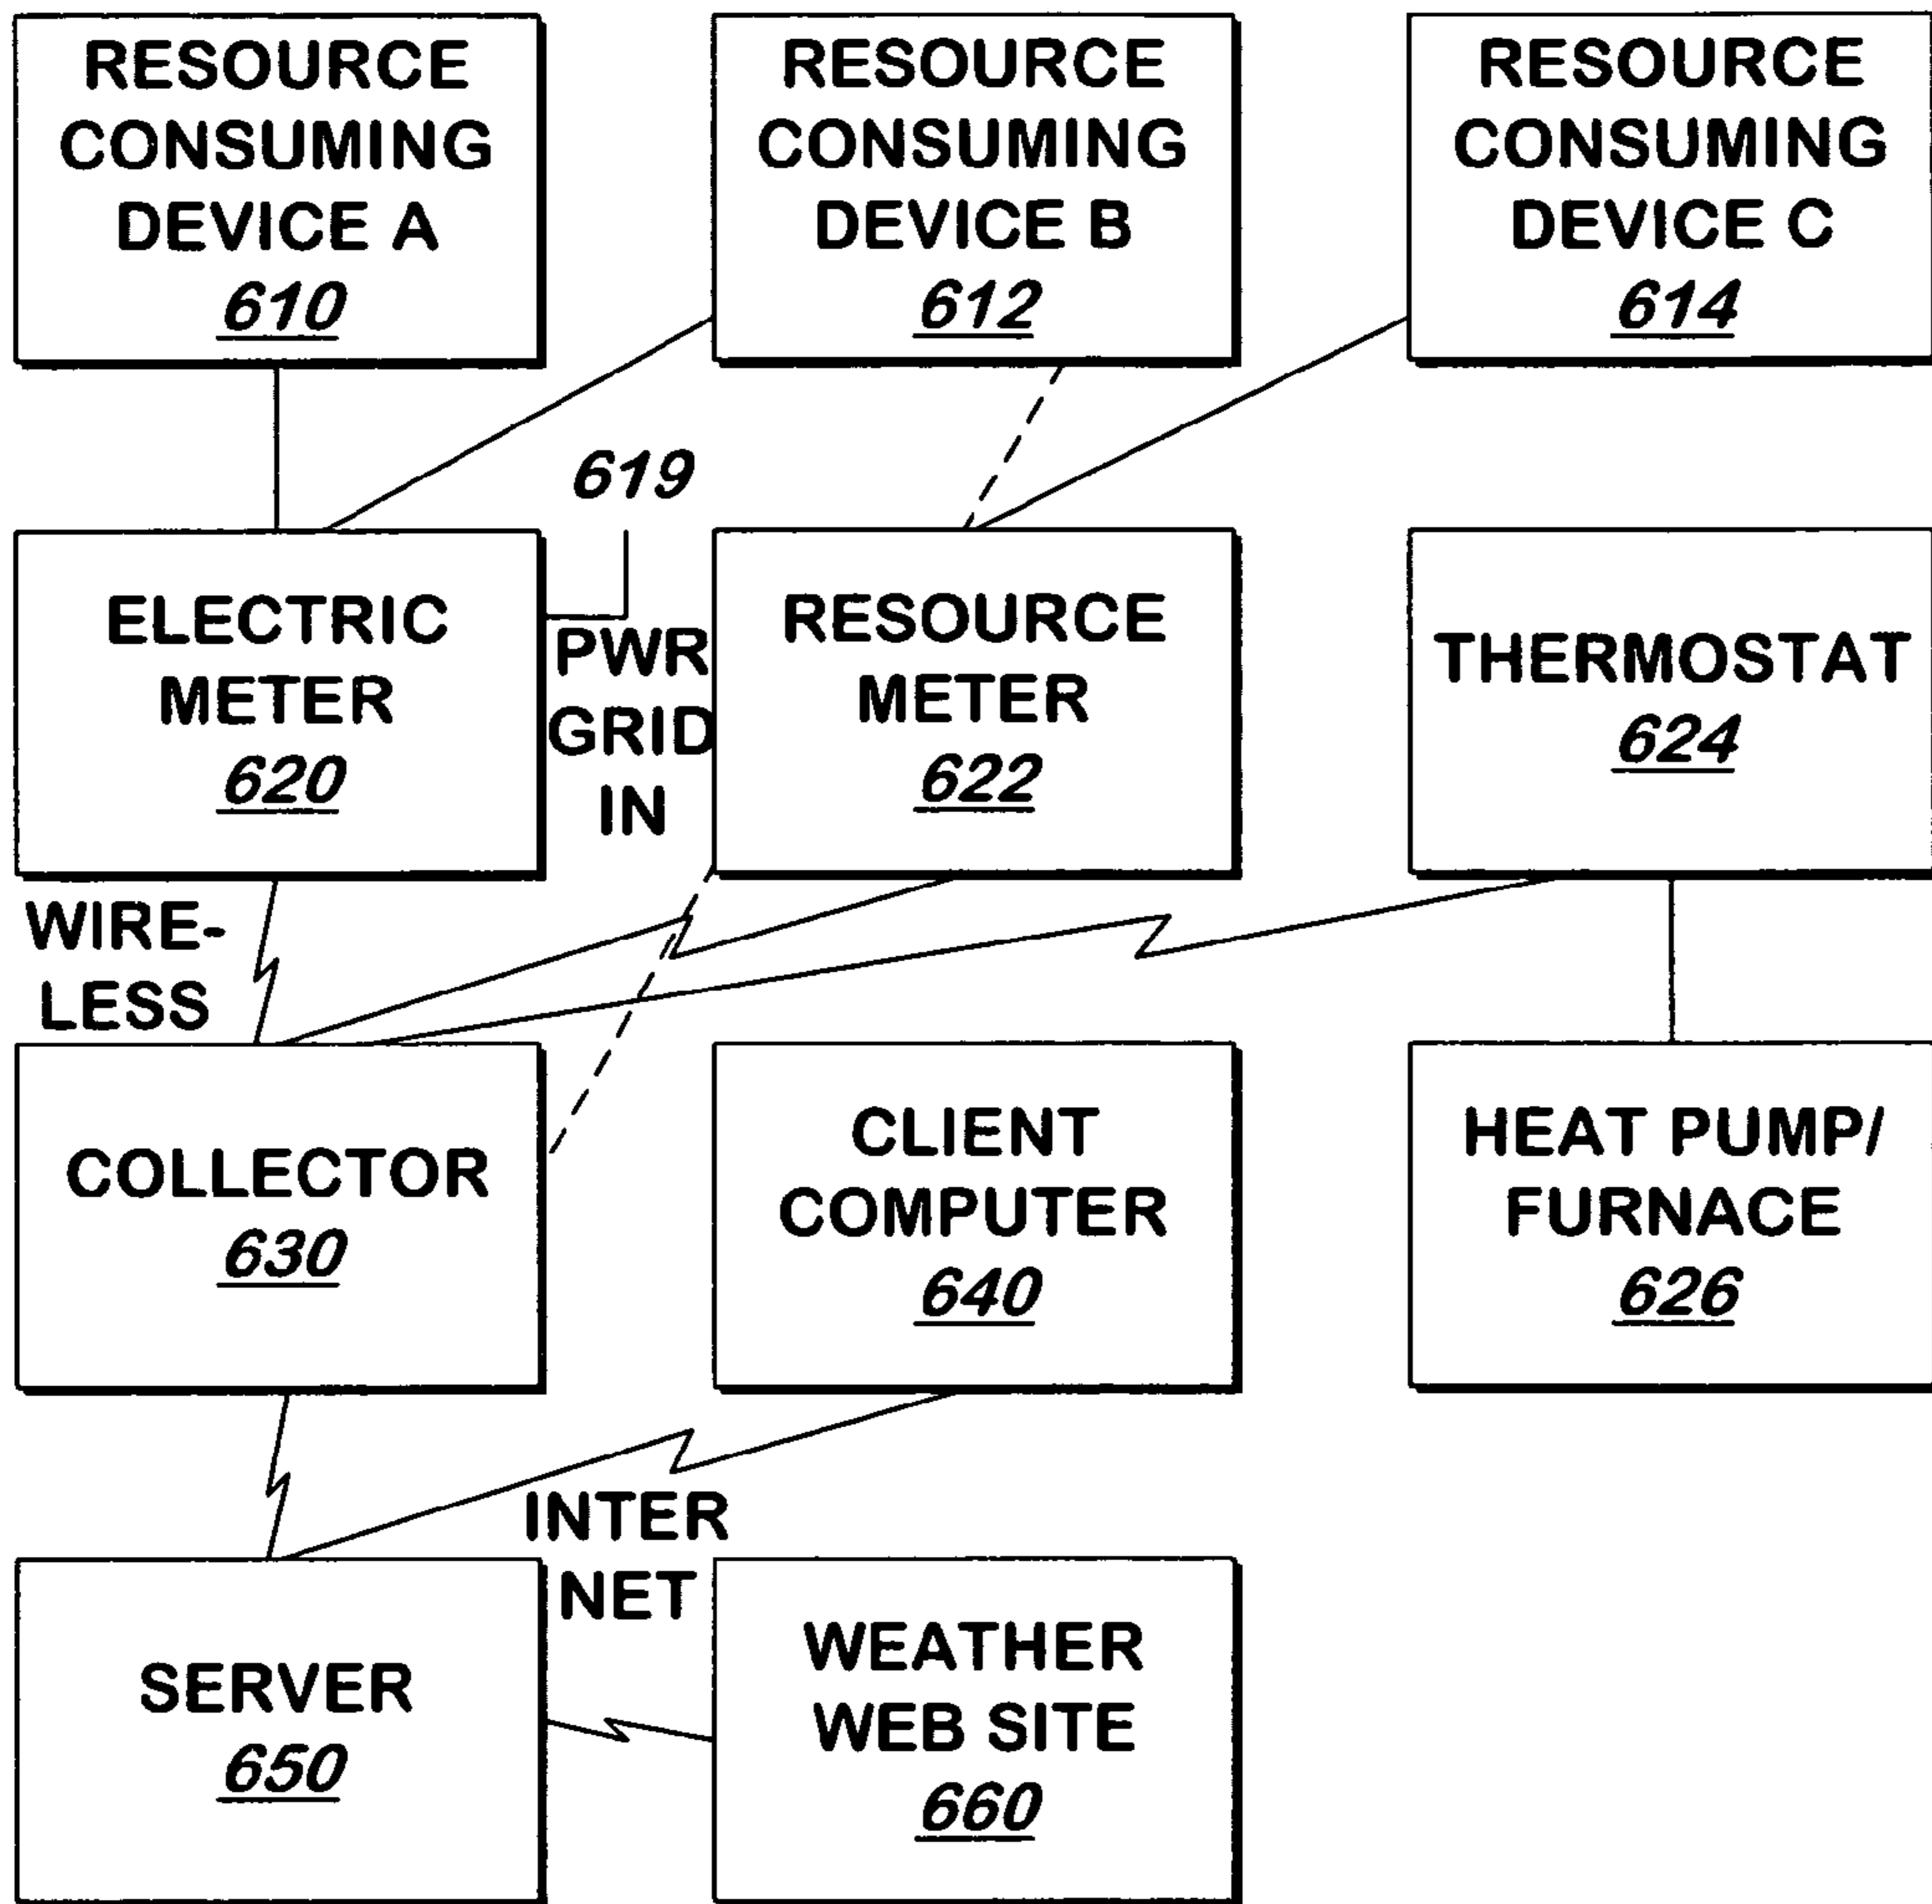 RESOURCE
CONSUMING
DEVICE A
610
RESOURCE
CONSUMING
DEVICE B
612
RESOURCE
CONSUMING
DEVICE C
614
619
ELECTRIC
METER
620
PWR
GRID
IN
RESOURCE
METER
622
THERMOSTAT
624
WIRE-
LESS
COLLECTOR
630
CLIENT
COMPUTER
640
HEAT PUMP/
FURNACE
626
INTER
NET
SERVER
650
WEATHER
WEB SITE
660